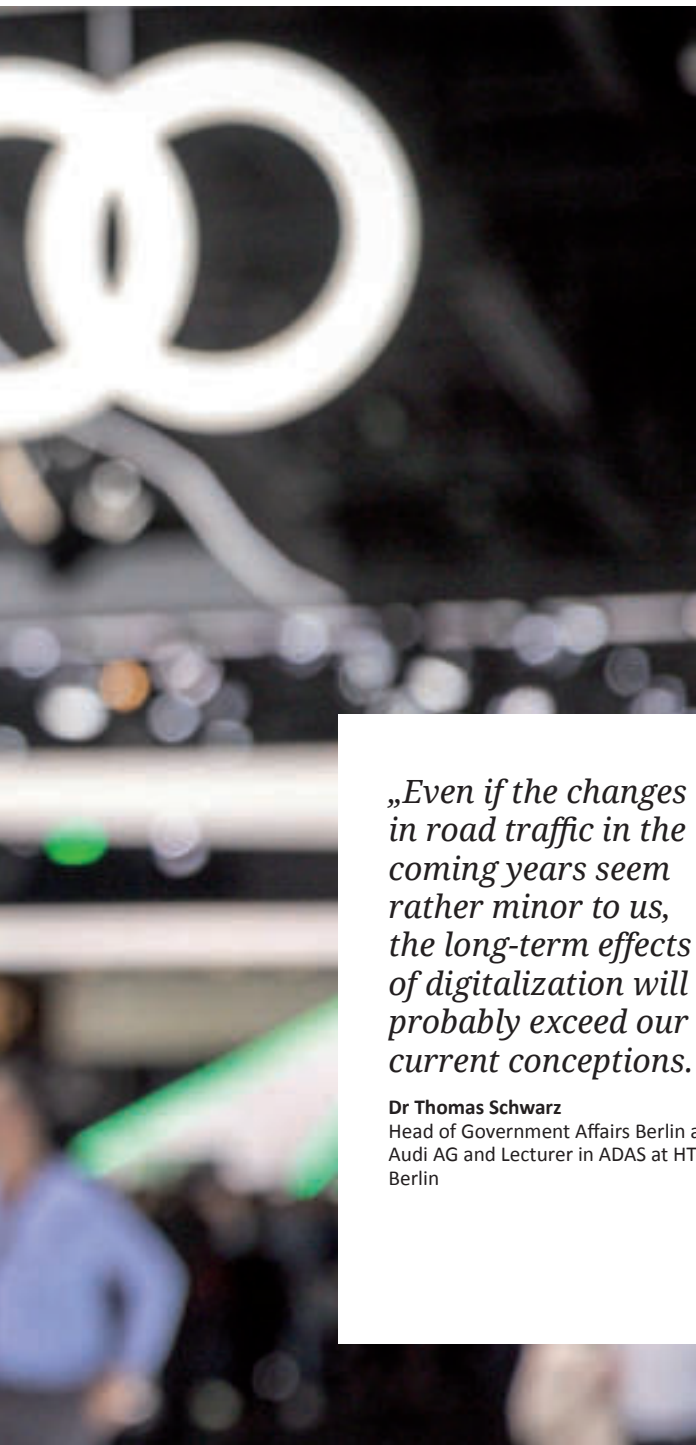 „Even if the changes
in road traffic in the
coming years seem
rather minor to us,
the long-term effects
of digitalization will
probably exceed our
current conceptions.
Dr Thomas Schwarz
Head of Government Affairs Berlin
Audi AG and Lecturer in ADAS at
Berlin